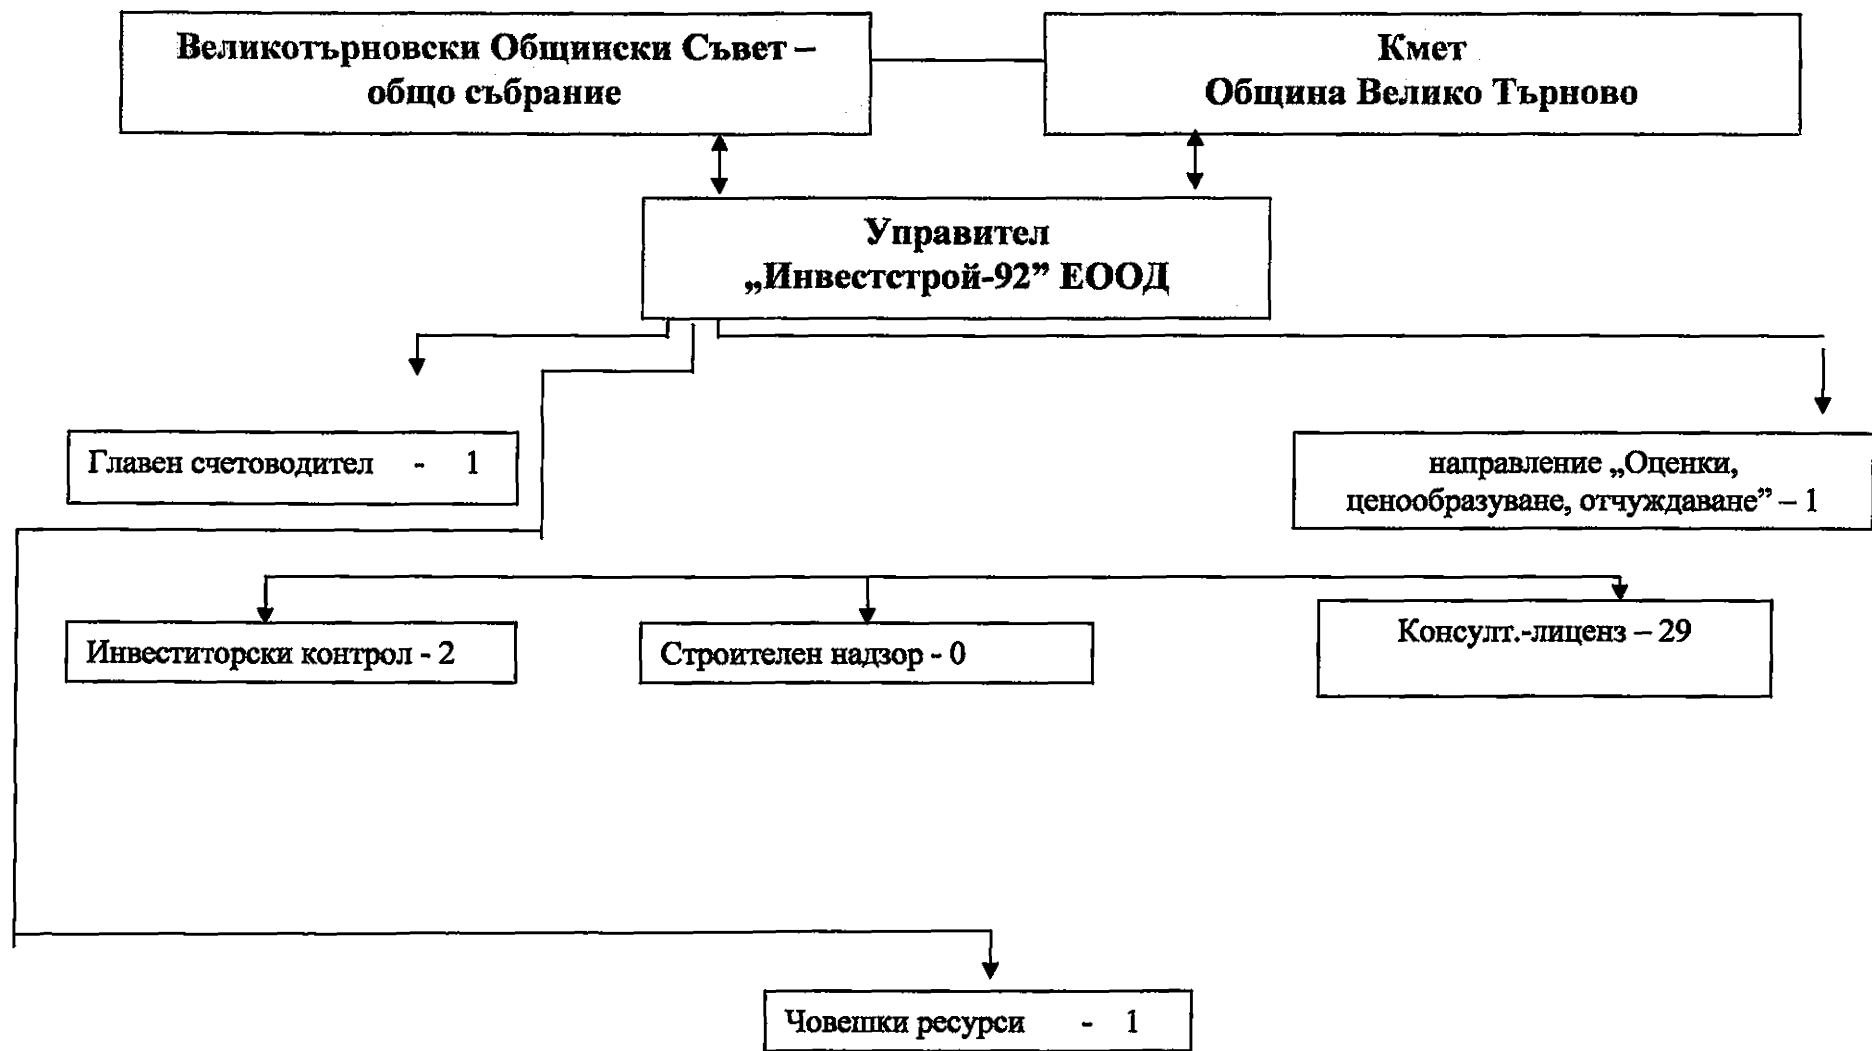 Великотърновски Общински Съвет –
общо събрание
Кмет
Община Велико Търново
Управител
„Инвестстрой-92” ЕООД
Главен счетоводител - 1
направление „Оценки,
ценообразуване, отчуждаване” – 1
Инвеститорски контрол - 2
Строителен надзор - 0
Консулт.-лиценз – 29
Човешки ресурси - 1